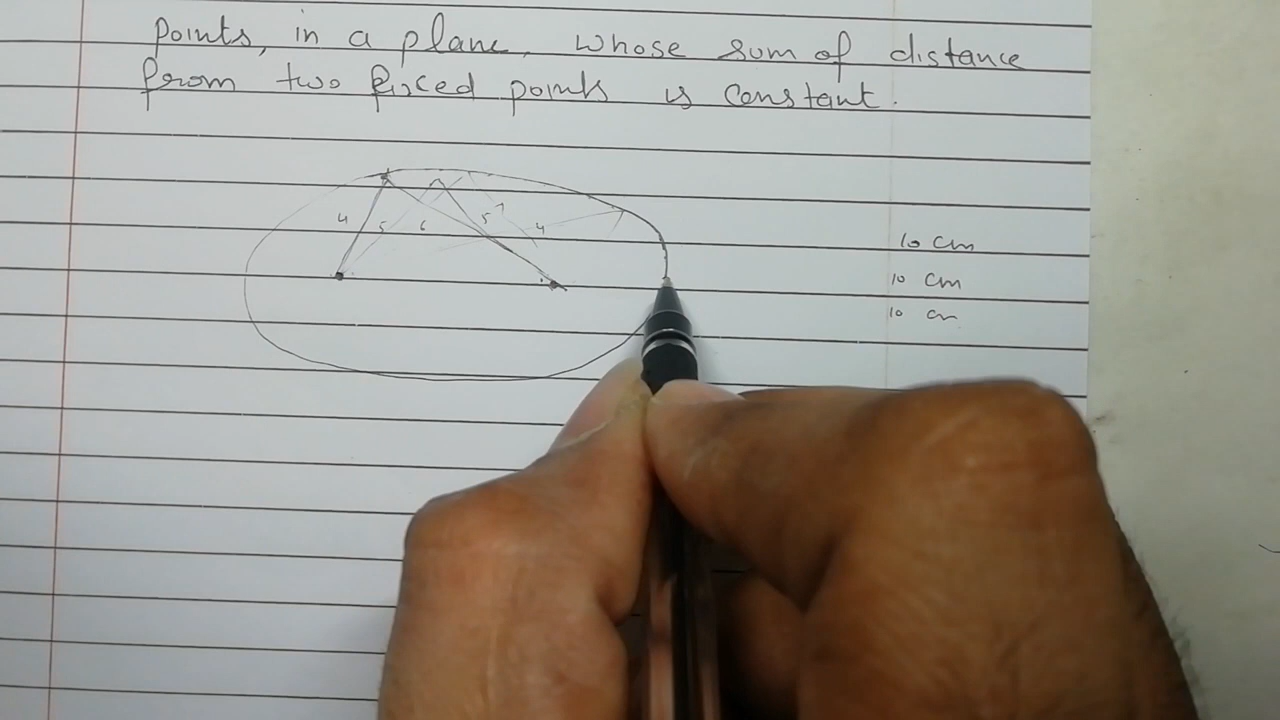 points, in a plane, whose sum of distance
from two fixed points is constant.
4
5
6
5
7
4
10 cm
10 cm
10 cm